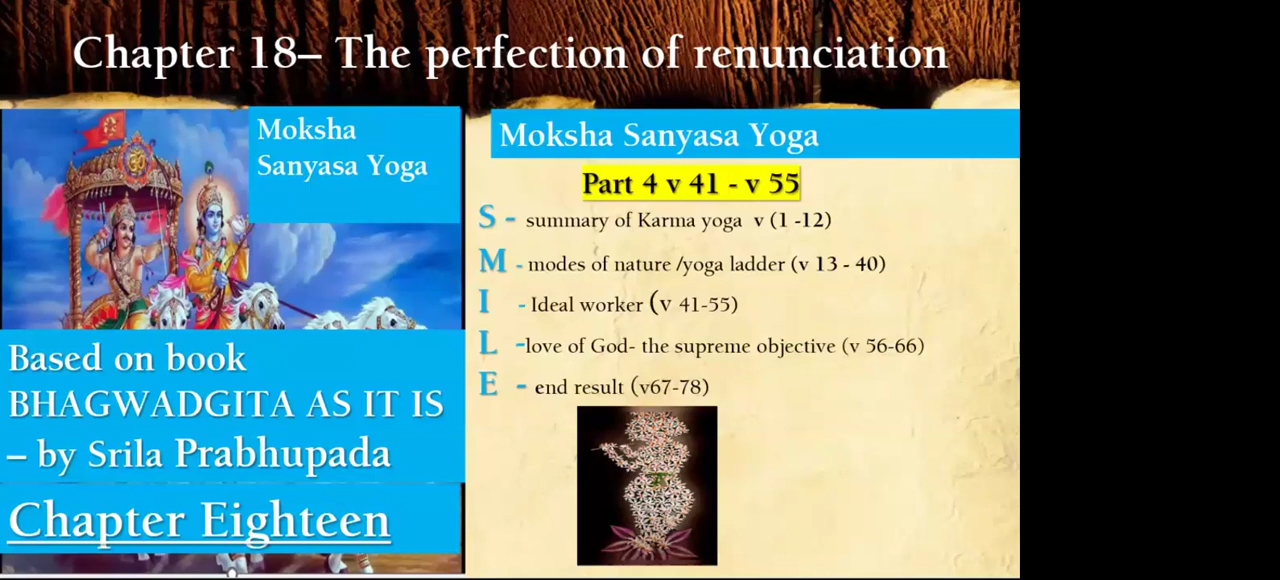 Chapter 18– The perfection of renunciation
Moksha
Sanyasa Yoga
Based on book
BHAGWADGITA AS IT IS
– by Srila Prabhupada
Chapter Eighteen
Moksha Sanyasa Yoga
Part 4 v 41 - v 55
S - summary of Karma yoga v (1 -12)
M - modes of nature /yoga ladder (v 13 - 40)
I - Ideal worker (v 41-55)
L -love of God- the supreme objective (v 56-66)
E - end result (v67-78)